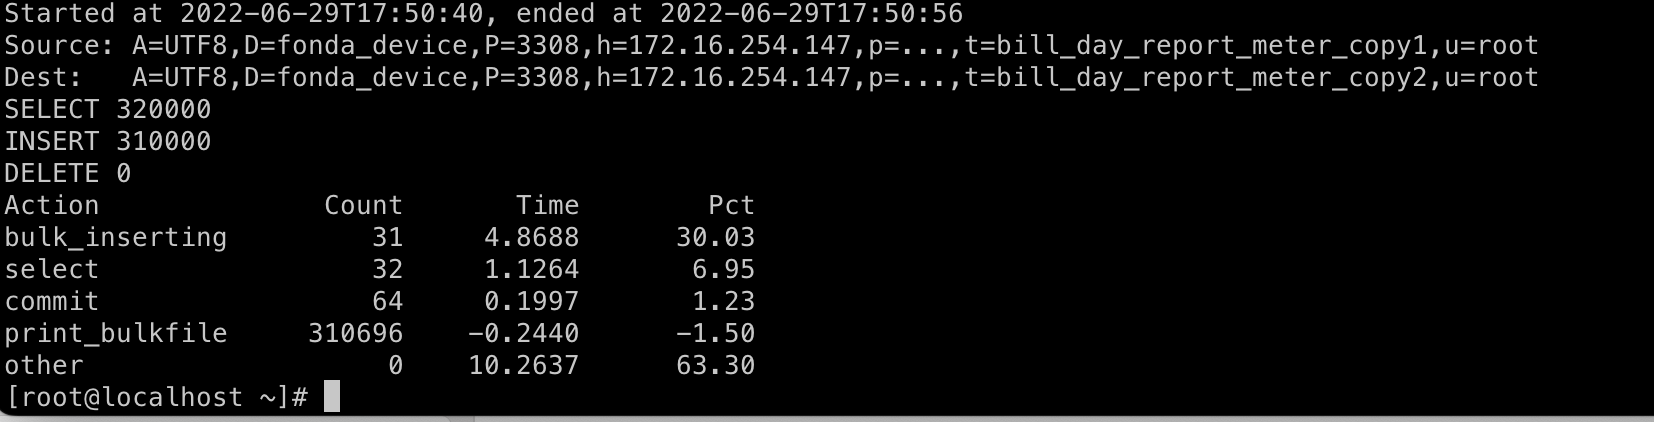 Started at 2022-06-29T17:50:40, ended at 2022-06-29T17:50:56
Source: A=UTF8,D=fonda_device,P=3308,h=172.16.254.147,p=...,t=bill_day_report_meter_copy1,u=root
Dest:   A=UTF8,D=fonda_device,P=3308,h=172.16.254.147,p=...,t=bill_day_report_meter_copy2,u=root
SELECT 320000
INSERT 310000
DELETE 0
Action              Count       Time        Pct
bulk_inserting         31     4.8688      30.03
select                 32     1.1264       6.95
commit                 64     0.1997       1.23
print_bulkfile     310696    -0.2440      -1.50
other                   0    10.2637      63.30
[root@localhost ~]#